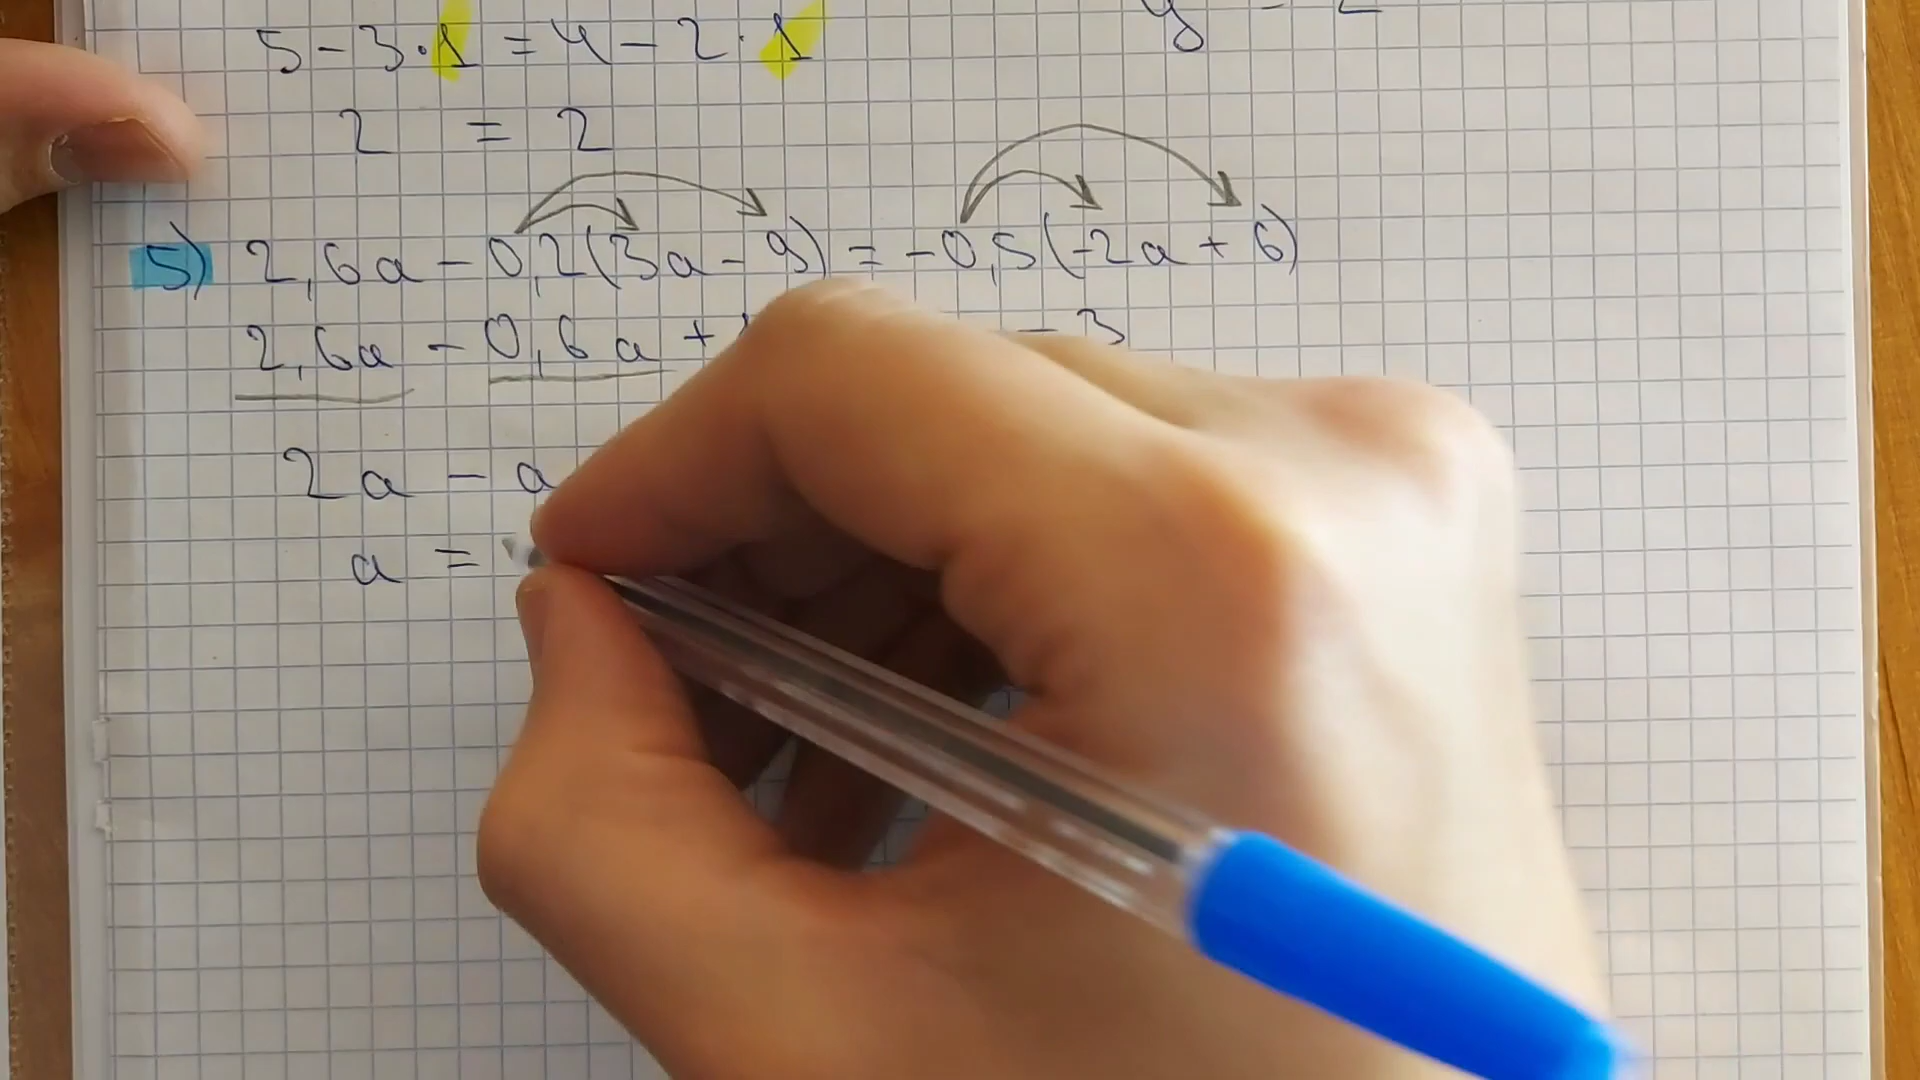 5-3·1 = 4-2·1
2 = 2
5) 2,6a - 0,2(3a - 9) = -0,5(-2a + 6)
2,6a - 0,6a + - 3
2a - a
a =